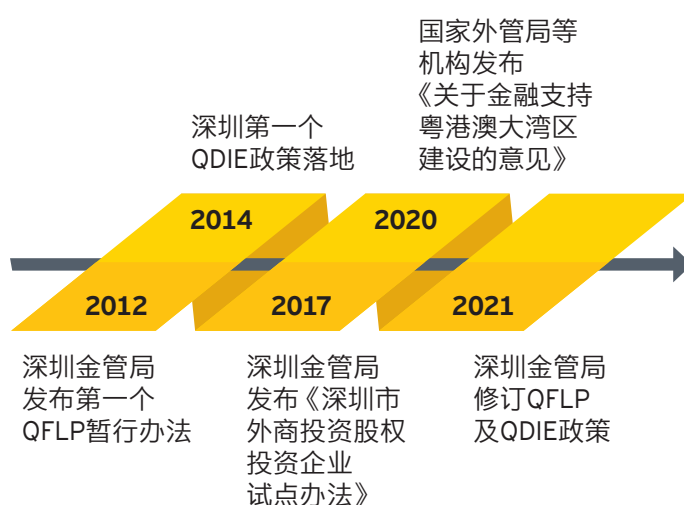 国家外管局等
机构发布
《关于金融支持
粤港澳大湾区
建设的意见》
深圳第一个
QDIE政策落地
2014
2020
2012
2017
2021
深圳金管局
发布第一个
QFLP暂行办法
深圳金管局
发布《深圳市
外商投资股权
投资企业
试点办法》
深圳金管局
修订QFLP
及QDIE政策